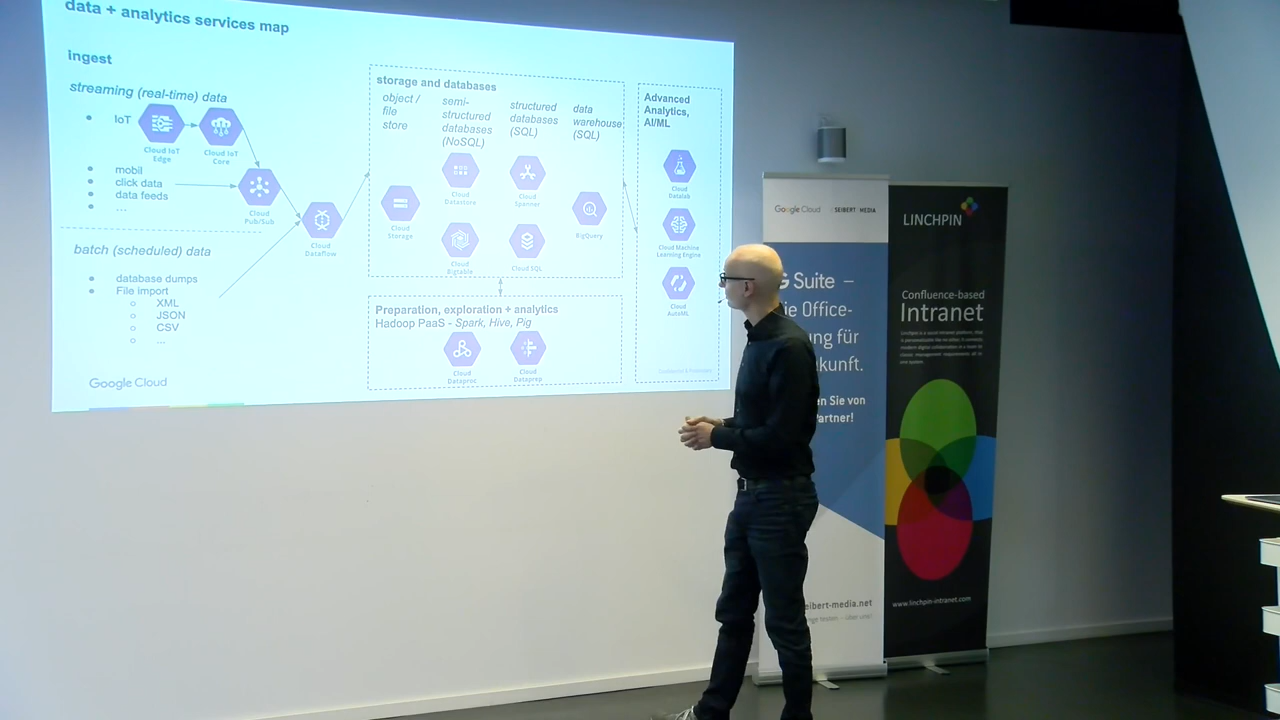 data + analytics services map
ingest
streaming (real-time) data
IoT
Cloud IoT
Edge
Cloud IoT
Core
mobil
click data
data feeds
...
Cloud
Pub/Sub
Cloud
Dataflow
batch (scheduled) data
database dumps
File import
XML
JSON
CSV
...
Google Cloud
storage and databases
object /
file
store
semi-
structured
databases
(NoSQL)
structured
databases
(SQL)
data
warehouse
(SQL)
Cloud
Storage
Cloud
Datastore
Cloud
Spanner
Cloud
Bigtable
Cloud SQL
BigQuery
Preparation, exploration + analytics
Hadoop PaaS - Spark, Hive, Pig
Cloud
Dataproc
Cloud
Dataprep
Advanced
Analytics,
AI/ML
Cloud
Datalab
Cloud Machine
Learning Engine
Cloud
AutoML
Google Cloud
SEIBERT MEDIA
G Suite –
ie Office-
ung für
kunft.
en Sie von
Partner!
eibert-media.net
LINCHPIN
Confluence-based
Intranet
www.linchpin-intranet.com